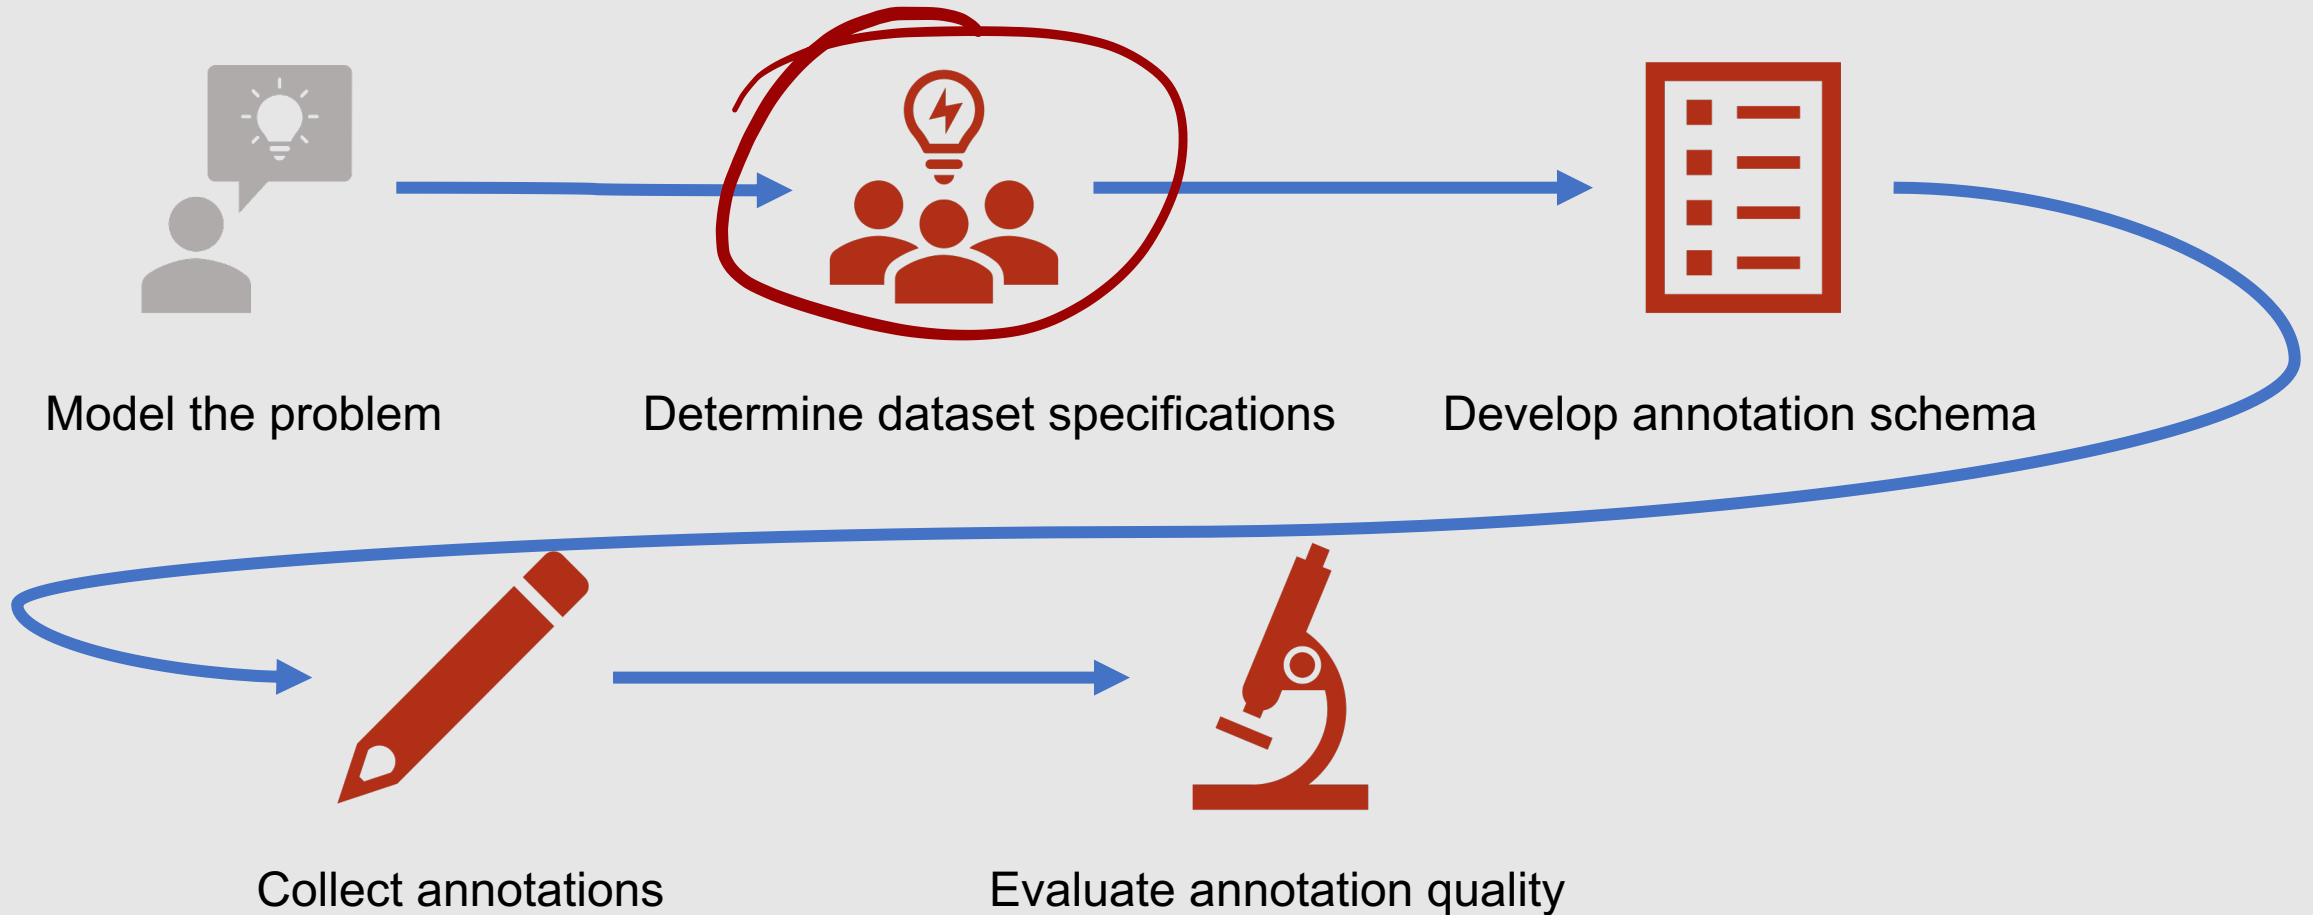 Model the problem
Determine dataset specifications
Develop annotation schema
Collect annotations
Evaluate annotation quality